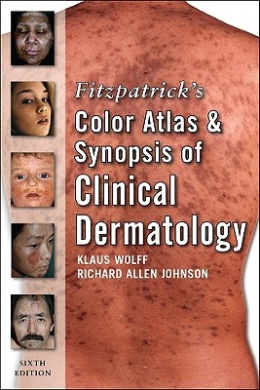 Fitzpatrick's
Color Atlas &
Synopsis of
Clinical
Dermatology
KLAUS WOLFF
RICHARD ALLEN JOHNSON
SIXTH
EDITION